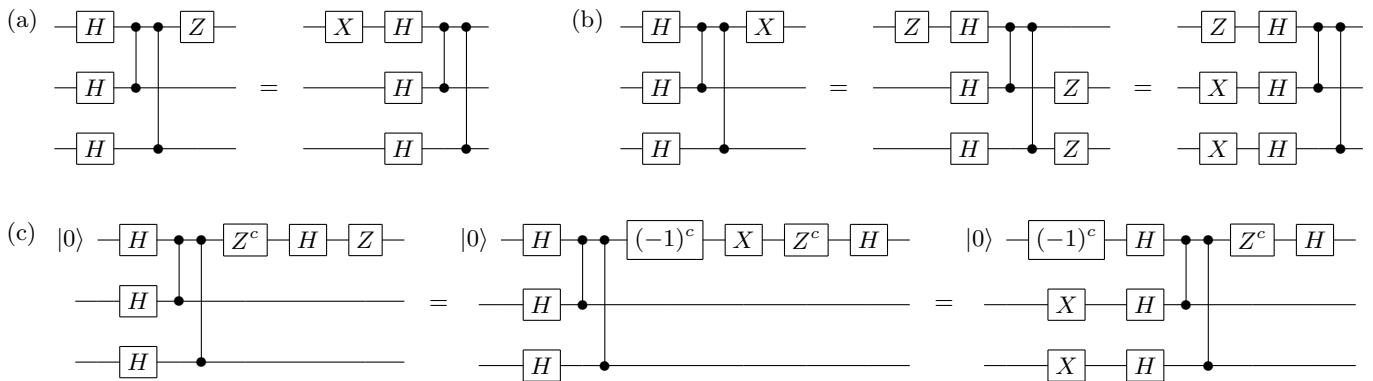 (a) H Z = X H (b) H X = Z H = Z H
H H H H Z X H
H H H H Z X H
(c) |0⟩ H Z^c H Z = |0⟩ H (−1)^c X Z^c H = |0⟩ (−1)^c H Z^c H
H H X H
H H X H